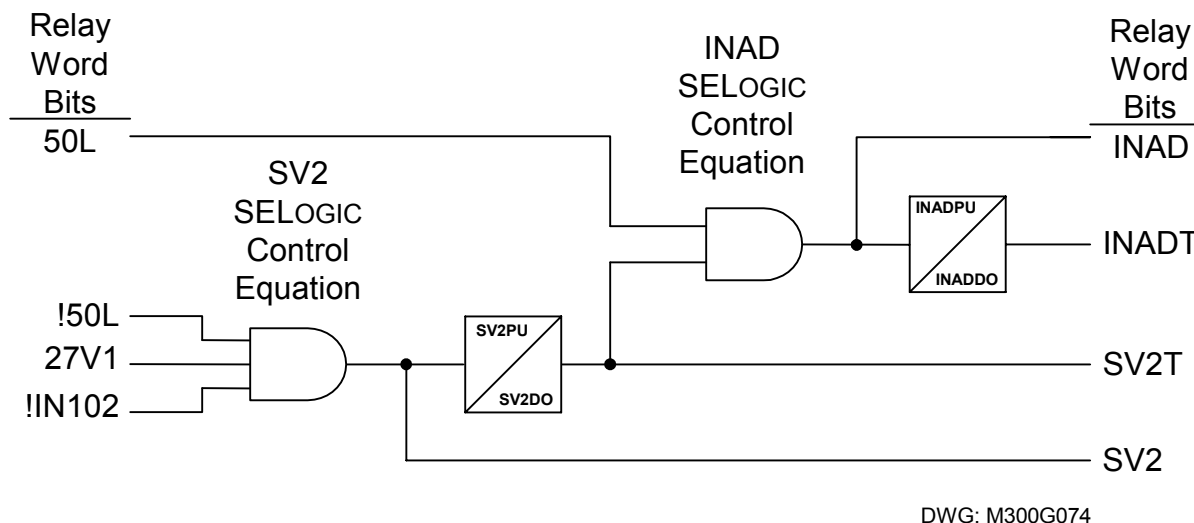 Relay
Word
Bits
50L
INAD
SELOGIC
Control
Equation
Relay
Word
Bits
INAD
SV2
SELOGIC
Control
Equation
INADPU
INADDO
INADT
!50L
27V1
!IN102
SV2PU
SV2DO
SV2T
SV2
DWG: M300G074